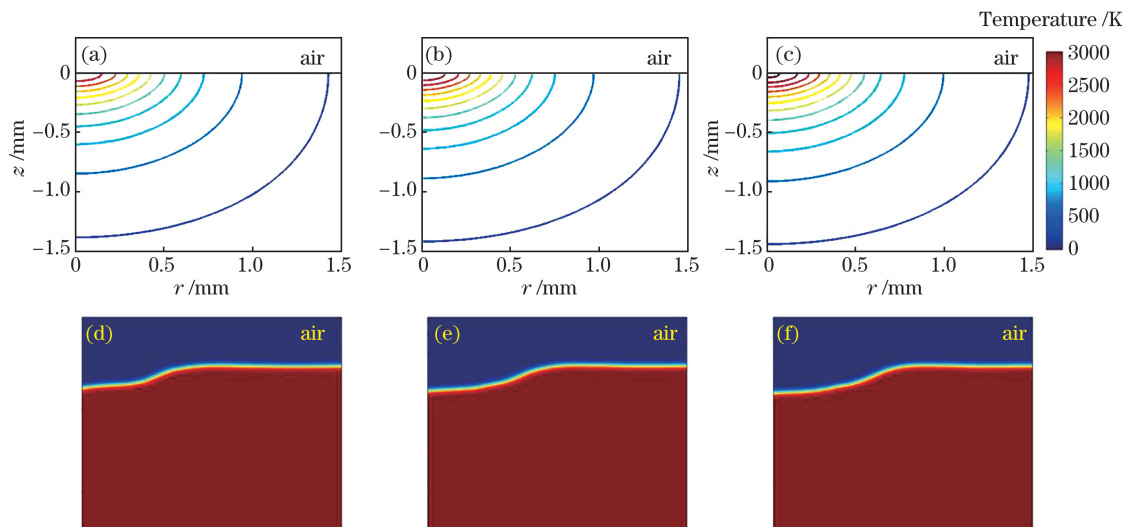 Temperature /K
(a) air
(b) air
(c) air
3000
2500
2000
1500
1000
500
0
0
−0.5
−1.0
−1.5
z /mm
0 0.5 1.0 1.5
r /mm
0
−0.5
−1.0
−1.5
z /mm
0 0.5 1.0 1.5
r /mm
0
−0.5
−1.0
−1.5
z /mm
0 0.5 1.0 1.5
r /mm
(d) air
(e) air
(f) air